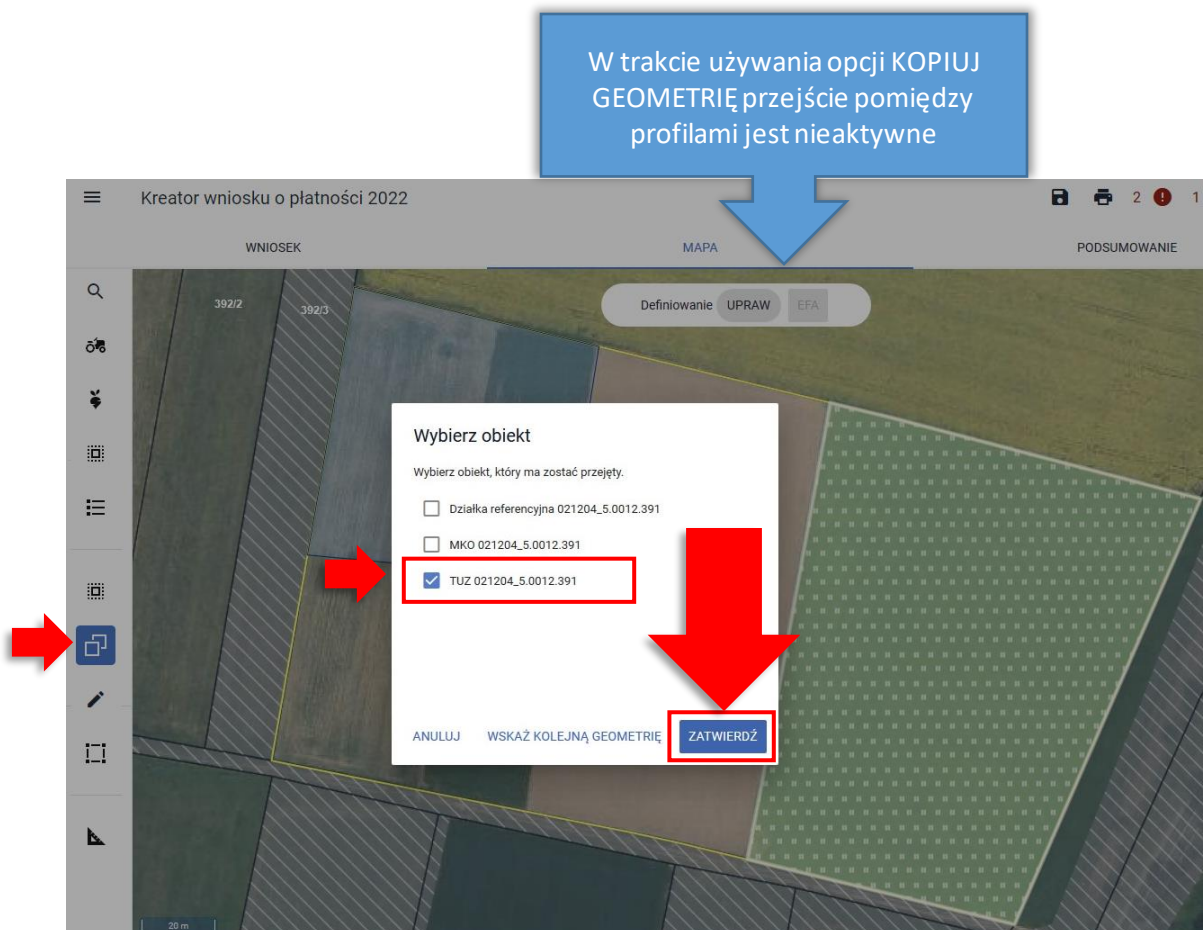 W trakcie używania opcji KOPIUJ
GEOMETRIĘ przejście pomiędzy
profilami jest nieaktywne
Kreator wniosku o płatności 2022
2 1
WNIOSEK MAPA PODSUMOWANIE
392/2 392/3
Definiowanie UPRAW EFA
Wybierz obiekt
Wybierz obiekt, który ma zostać przejęty.
Działka referencyjna 021204_5.0012.391
MKO 021204_5.0012.391
TUZ 021204_5.0012.391
ANULUJ WSKAŻ KOLEJNĄ GEOMETRIĘ ZATWIERDŹ
20 m